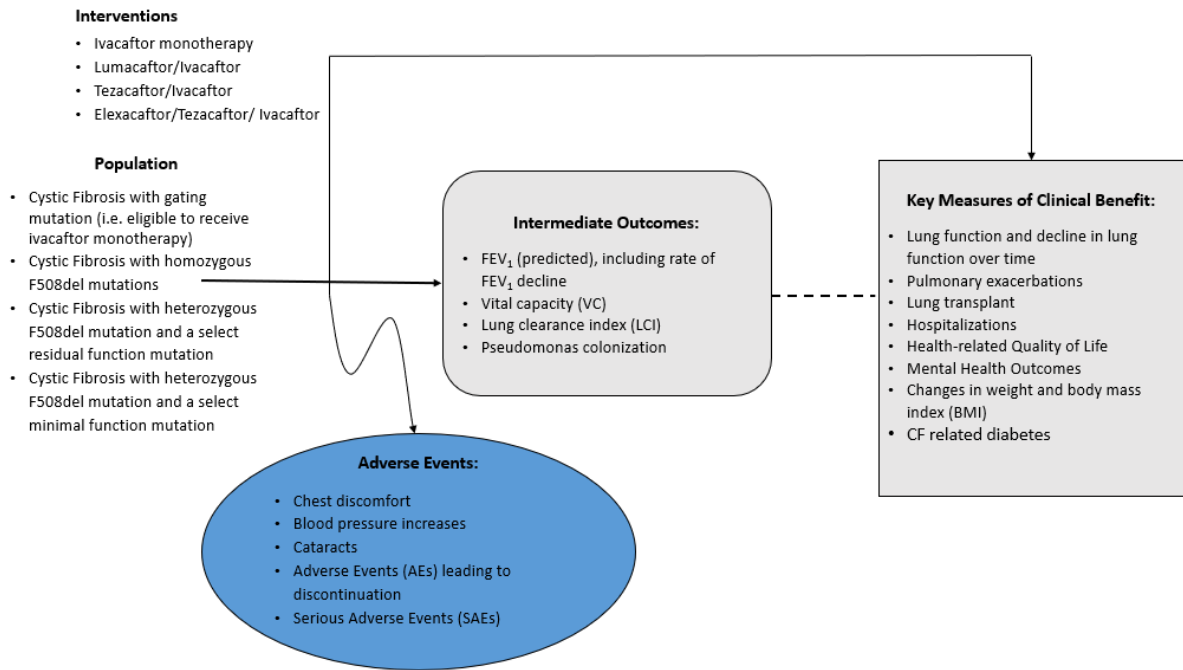 Interventions
• Ivacaftor monotherapy
• Lumacaftor/Ivacaftor
• Tezacaftor/Ivacaftor
• Elexacaftor/Tezacaftor/ Ivacaftor
Population
• Cystic Fibrosis with gating
mutation (i.e. eligible to receive
ivacaftor monotherapy)
• Cystic Fibrosis with homozygous
F508del mutations
• Cystic Fibrosis with heterozygous
F508del mutation and a select
residual function mutation
• Cystic Fibrosis with heterozygous
F508del mutation and a select
minimal function mutation
Intermediate Outcomes:
• FEV1 (predicted), including rate of
FEV1 decline
• Vital capacity (VC)
• Lung clearance index (LCI)
• Pseudomonas colonization
Key Measures of Clinical Benefit:
• Lung function and decline in lung
function over time
• Pulmonary exacerbations
• Lung transplant
• Hospitalizations
• Health-related Quality of Life
• Mental Health Outcomes
• Changes in weight and body mass
index (BMI)
• CF related diabetes
Adverse Events:
• Chest discomfort
• Blood pressure increases
• Cataracts
• Adverse Events (AEs) leading to
discontinuation
• Serious Adverse Events (SAEs)